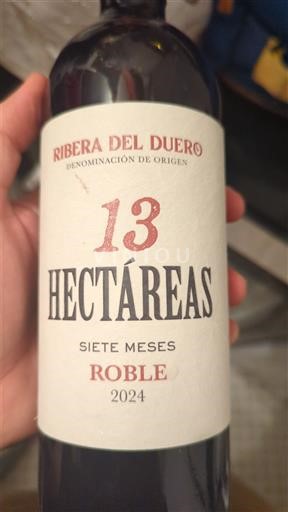 RIBERA DEL DUERO
DENOMINACIÓN DE ORIGEN
13
HECTÁREAS
SIETE MESES
ROBLE
2024